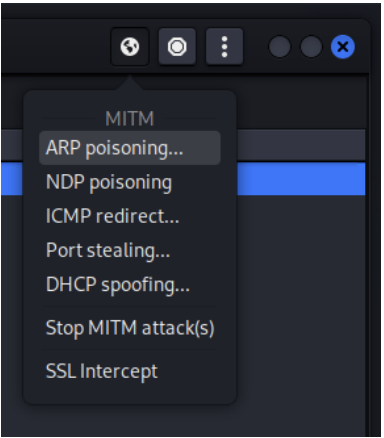 MITM
ARP poisoning...
NDP poisoning
ICMP redirect...
Port stealing...
DHCP spoofing...
Stop MITM attack(s)
SSL Intercept